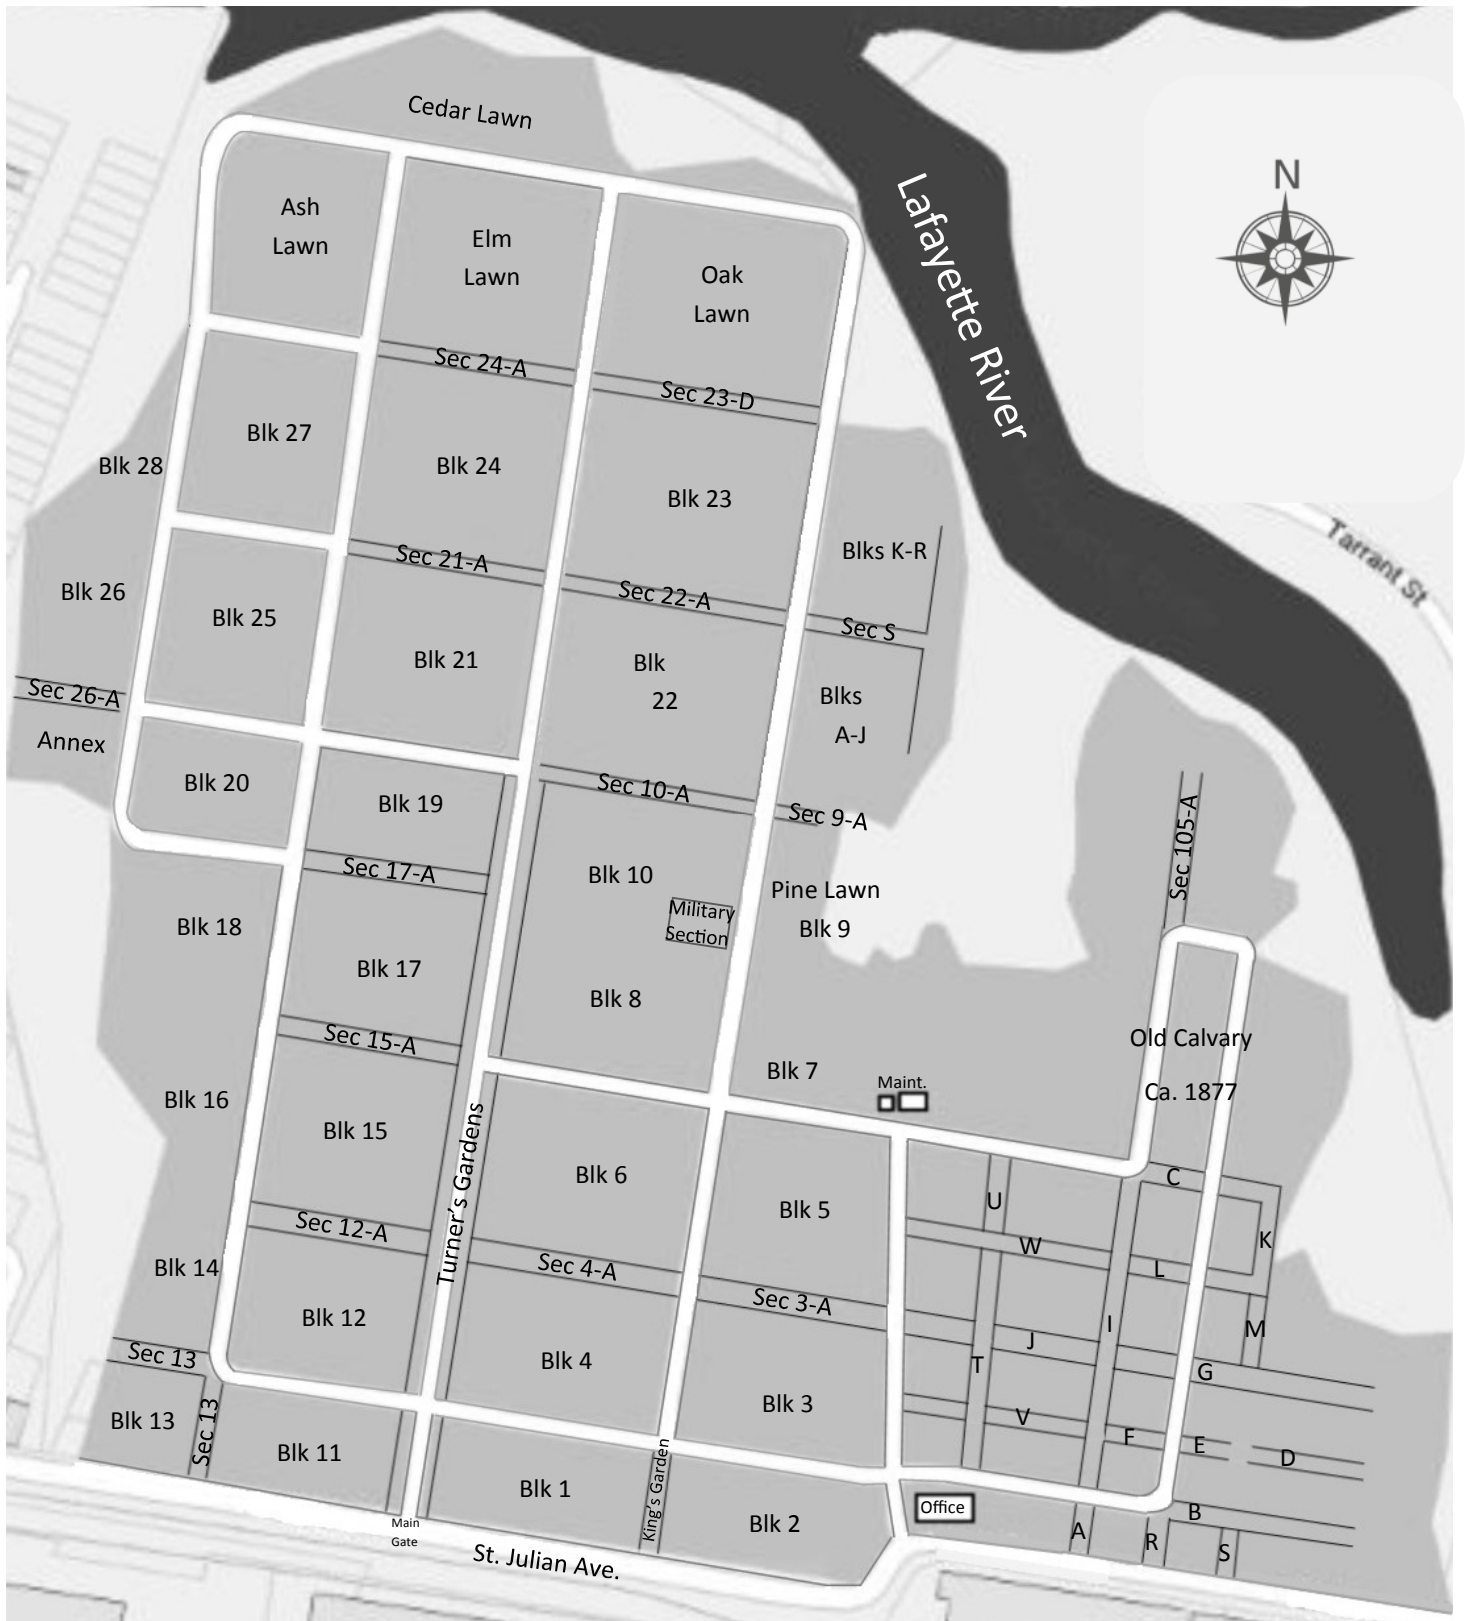 Cedar Lawn
N
Ash
Lawn
Elm
Lawn
Oak
Lawn
Lafayette River
Sec 24-A
Sec 23-D
Blk 27
Blk 28
Blk 24
Blk 23
Tarrant St
Blks K-R
Sec 21-A
Sec 22-A
Blk 26
Blk 25
Sec S
Blk 21
Blk
22
Blks
A-J
Sec 26-A
Annex
Blk 20
Blk 19
Sec 10-A
Sec 9-A
Sec 105-A
Sec 17-A
Blk 10
Pine Lawn
Blk 9
Military
Section
Blk 18
Blk 17
Blk 8
Sec 15-A
Old Calvary
Ca. 1877
Blk 7
Maint.
Blk 16
Blk 15
Turner's Gardens
Blk 6
Blk 5
C
U
K
W
L
Sec 12-A
Sec 4-A
Sec 3-A
Blk 14
Blk 12
I
M
J
T
G
Sec 13
Blk 4
Blk 3
Blk 13
Sec 13
Blk 11
V
F
E
D
Blk 1
King's Garden
Blk 2
Office
B
A
R
S
Main
Gate
St. Julian Ave.